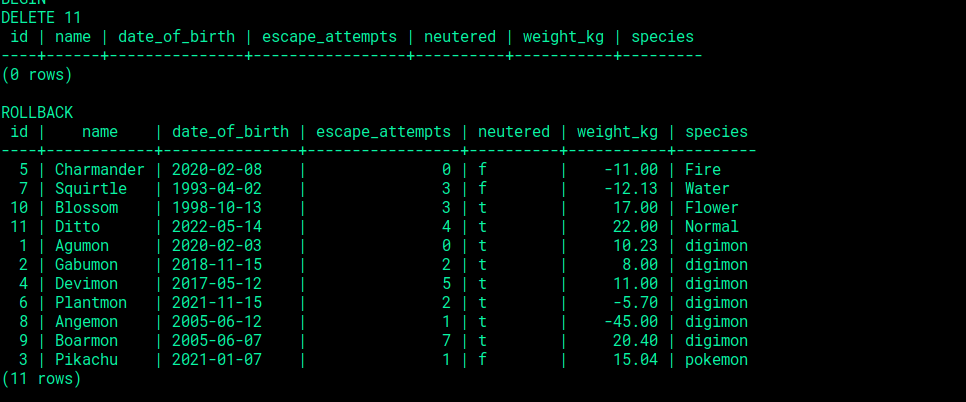 BEGIN
DELETE 11
 id | name | date_of_birth | escape_attempts | neutered | weight_kg | species
----+------+---------------+-----------------+----------+-----------+---------
(0 rows)

ROLLBACK
 id |    name    | date_of_birth | escape_attempts | neutered | weight_kg | species
----+------------+---------------+-----------------+----------+-----------+---------
  5 | Charmander | 2020-02-08    |               0 | f        |    -11.00 | Fire
  7 | Squirtle   | 1993-04-02    |               3 | f        |    -12.13 | Water
 10 | Blossom    | 1998-10-13    |               3 | t        |     17.00 | Flower
 11 | Ditto      | 2022-05-14    |               4 | t        |     22.00 | Normal
  1 | Agumon     | 2020-02-03    |               0 | t        |     10.23 | digimon
  2 | Gabumon    | 2018-11-15    |               2 | t        |      8.00 | digimon
  4 | Devimon    | 2017-05-12    |               5 | t        |     11.00 | digimon
  6 | Plantmon   | 2021-11-15    |               2 | t        |     -5.70 | digimon
  8 | Angemon    | 2005-06-12    |               1 | t        |    -45.00 | digimon
  9 | Boarmon    | 2005-06-07    |               7 | t        |     20.40 | digimon
  3 | Pikachu    | 2021-01-07    |               1 | f        |     15.04 | pokemon
(11 rows)